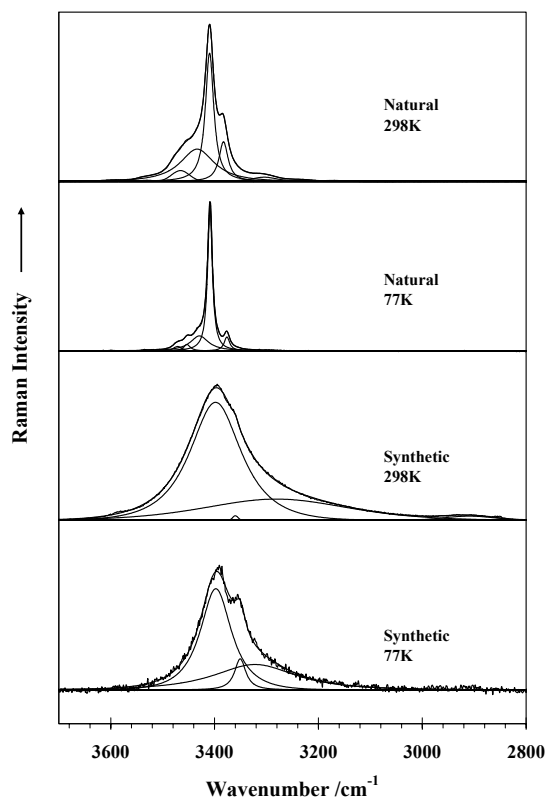 Natural
298K
Natural
77K
Synthetic
298K
Synthetic
77K
Raman Intensity
3600
3400
3200
3000
2800
Wavenumber /cm-1